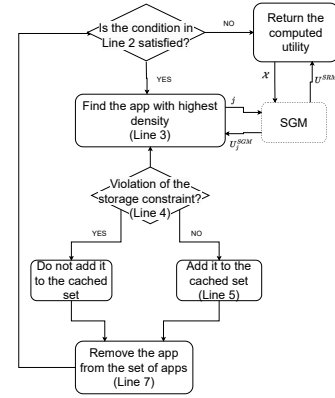 Is the condition in
Line 2 satisfied?
NO
Return the
computed
utility
YES
𝒳
U^{SRM}
Find the app with highest
density
(Line 3)
j
U_j^{SGM}
SGM
Violation of the
storage constraint?
(Line 4)
YES
NO
Do not add it
to the cached
set
Add it to the
cached set
(Line 5)
Remove the app
from the set of apps
(Line 7)